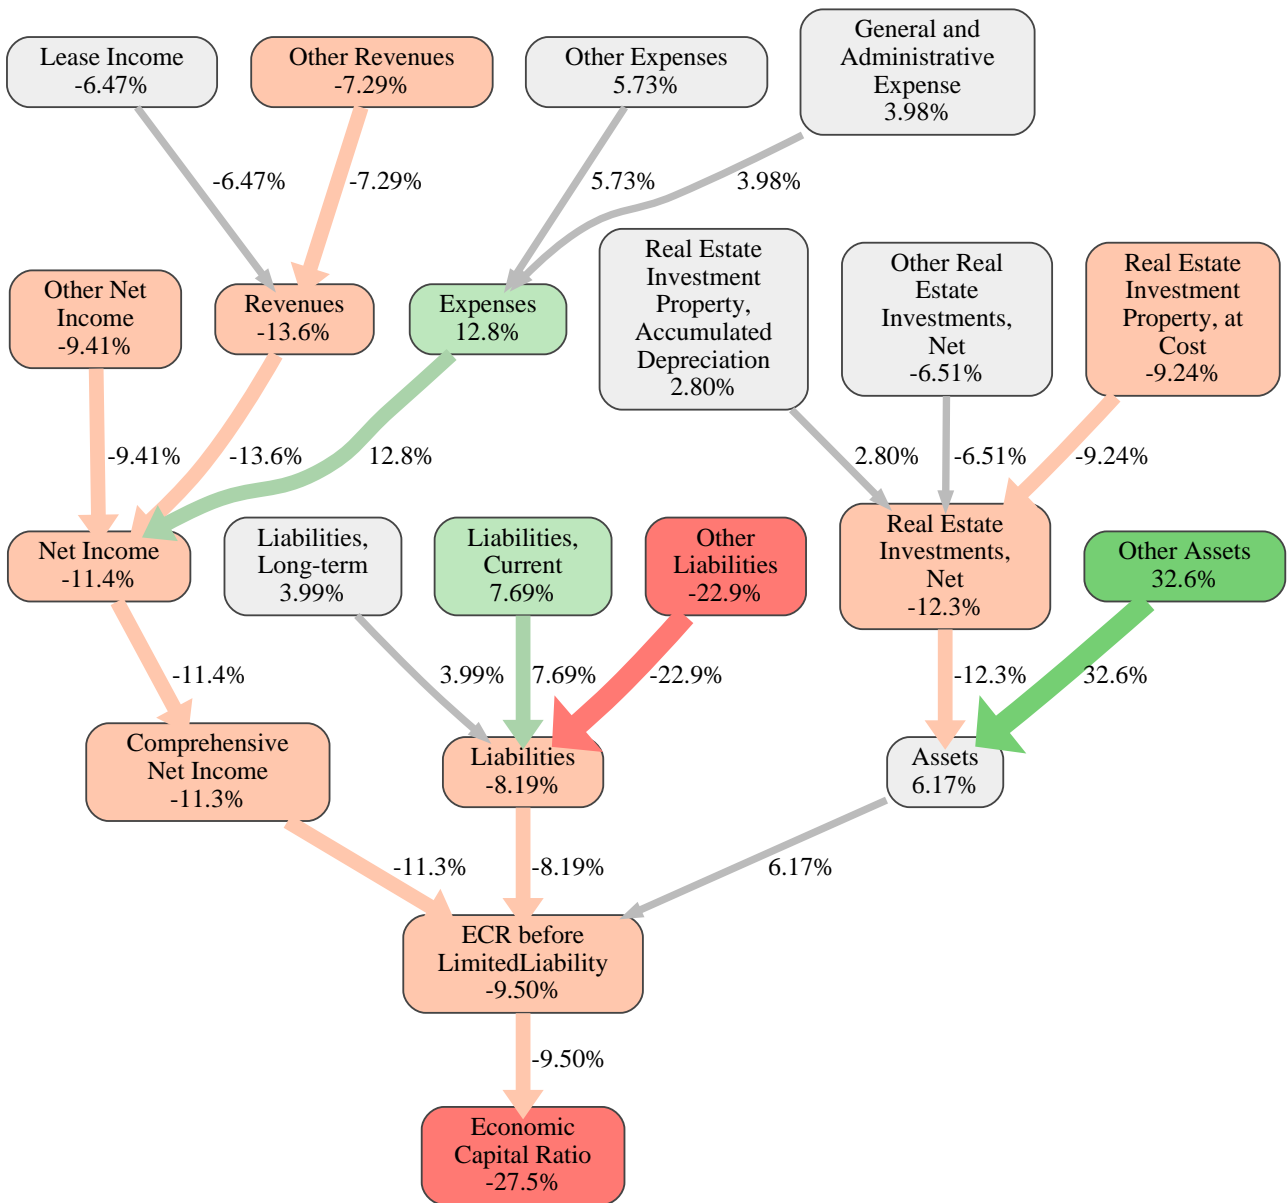 Lease Income
-6.47%
Other Revenues
-7.29%
Other Expenses
5.73%
General and
Administrative
Expense
3.98%
-6.47%
-7.29%
5.73%
3.98%
Other Net
Income
-9.41%
Revenues
-13.6%
Expenses
12.8%
Real Estate
Investment
Property,
Accumulated
Depreciation
2.80%
Other Real
Estate
Investments,
Net
-6.51%
Real Estate
Investment
Property, at
Cost
-9.24%
-9.41%
-13.6%
12.8%
2.80%
-6.51%
-9.24%
Net Income
-11.4%
Liabilities,
Long-term
3.99%
Liabilities,
Current
7.69%
Other
Liabilities
-22.9%
Real Estate
Investments,
Net
-12.3%
Other Assets
32.6%
-11.4%
3.99%
7.69%
-22.9%
-12.3%
32.6%
Comprehensive
Net Income
-11.3%
Liabilities
-8.19%
Assets
6.17%
-11.3%
-8.19%
6.17%
ECR before
LimitedLiability
-9.50%
-9.50%
Economic
Capital Ratio
-27.5%